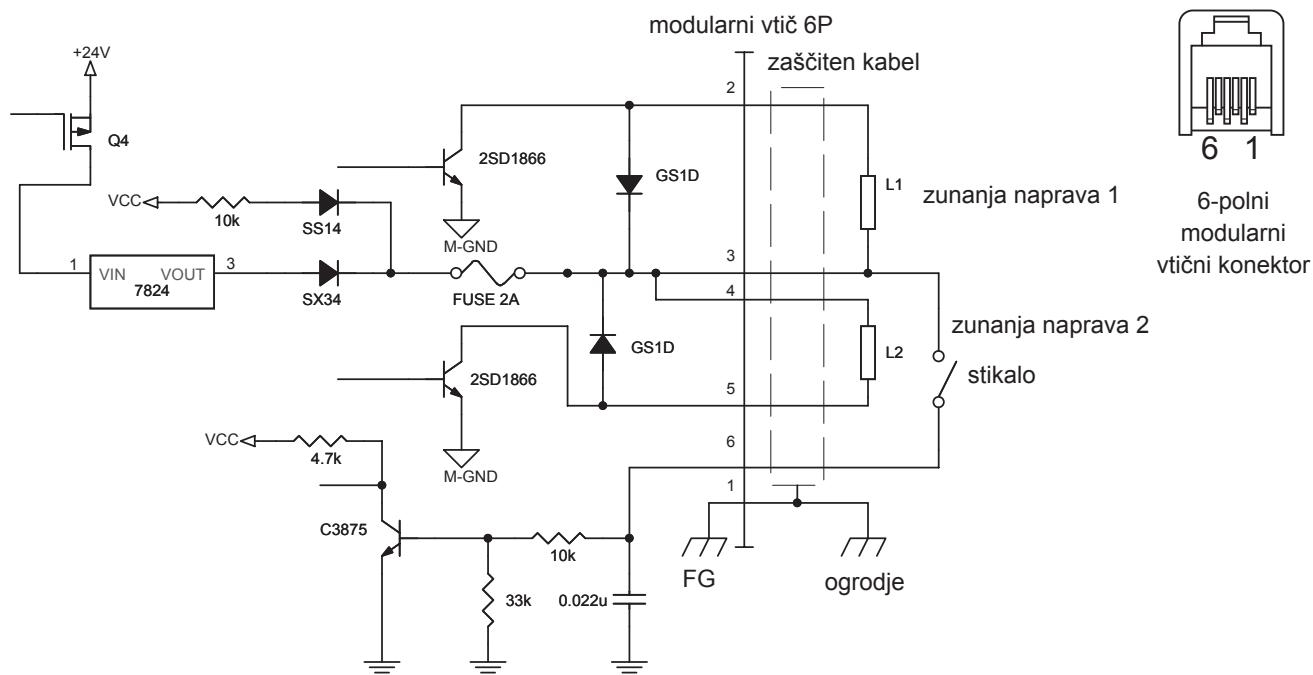 modularni vtič 6P
+24V
zaščiten kabel
2
Q4
2SD1866
GS1D
L1
zunanja naprava 1
6 1
6-polni
modularni
vtični konektor
VCC
10k
SS14
M-GND
1
VIN VOUT
7824
3
SX34
FUSE 2A
3
4
zunanja naprava 2
GS1D
L2
2SD1866
stikalo
5
VCC
4.7k
6
M-GND
1
C3875
10k
FG
ogrodje
33k
0.022u